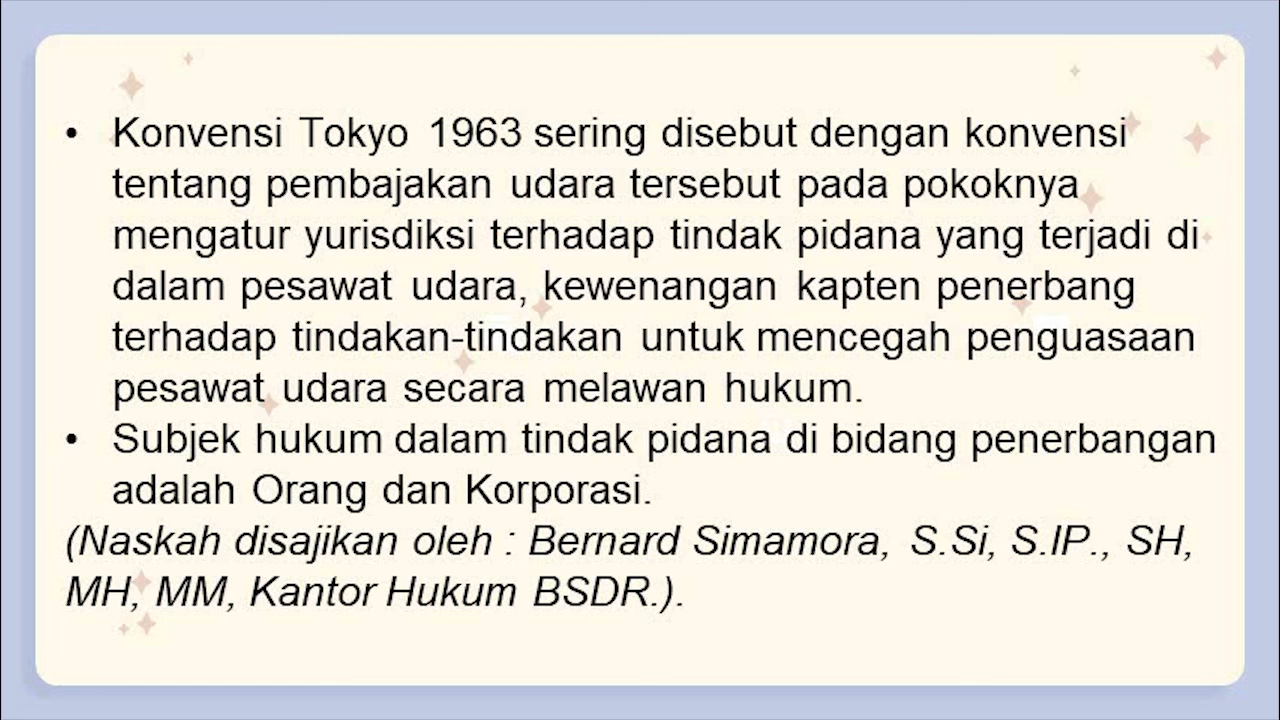 • Konvensi Tokyo 1963 sering disebut dengan konvensi
tentang pembajakan udara tersebut pada pokoknya
mengatur yurisdiksi terhadap tindak pidana yang terjadi di
dalam pesawat udara, kewenangan kapten penerbang
terhadap tindakan-tindakan untuk mencegah penguasaan
pesawat udara secara melawan hukum.
• Subjek hukum dalam tindak pidana di bidang penerbangan
adalah Orang dan Korporasi.
(Naskah disajikan oleh : Bernard Simamora, S.Si, S.IP., SH,
MH, MM, Kantor Hukum BSDR.).